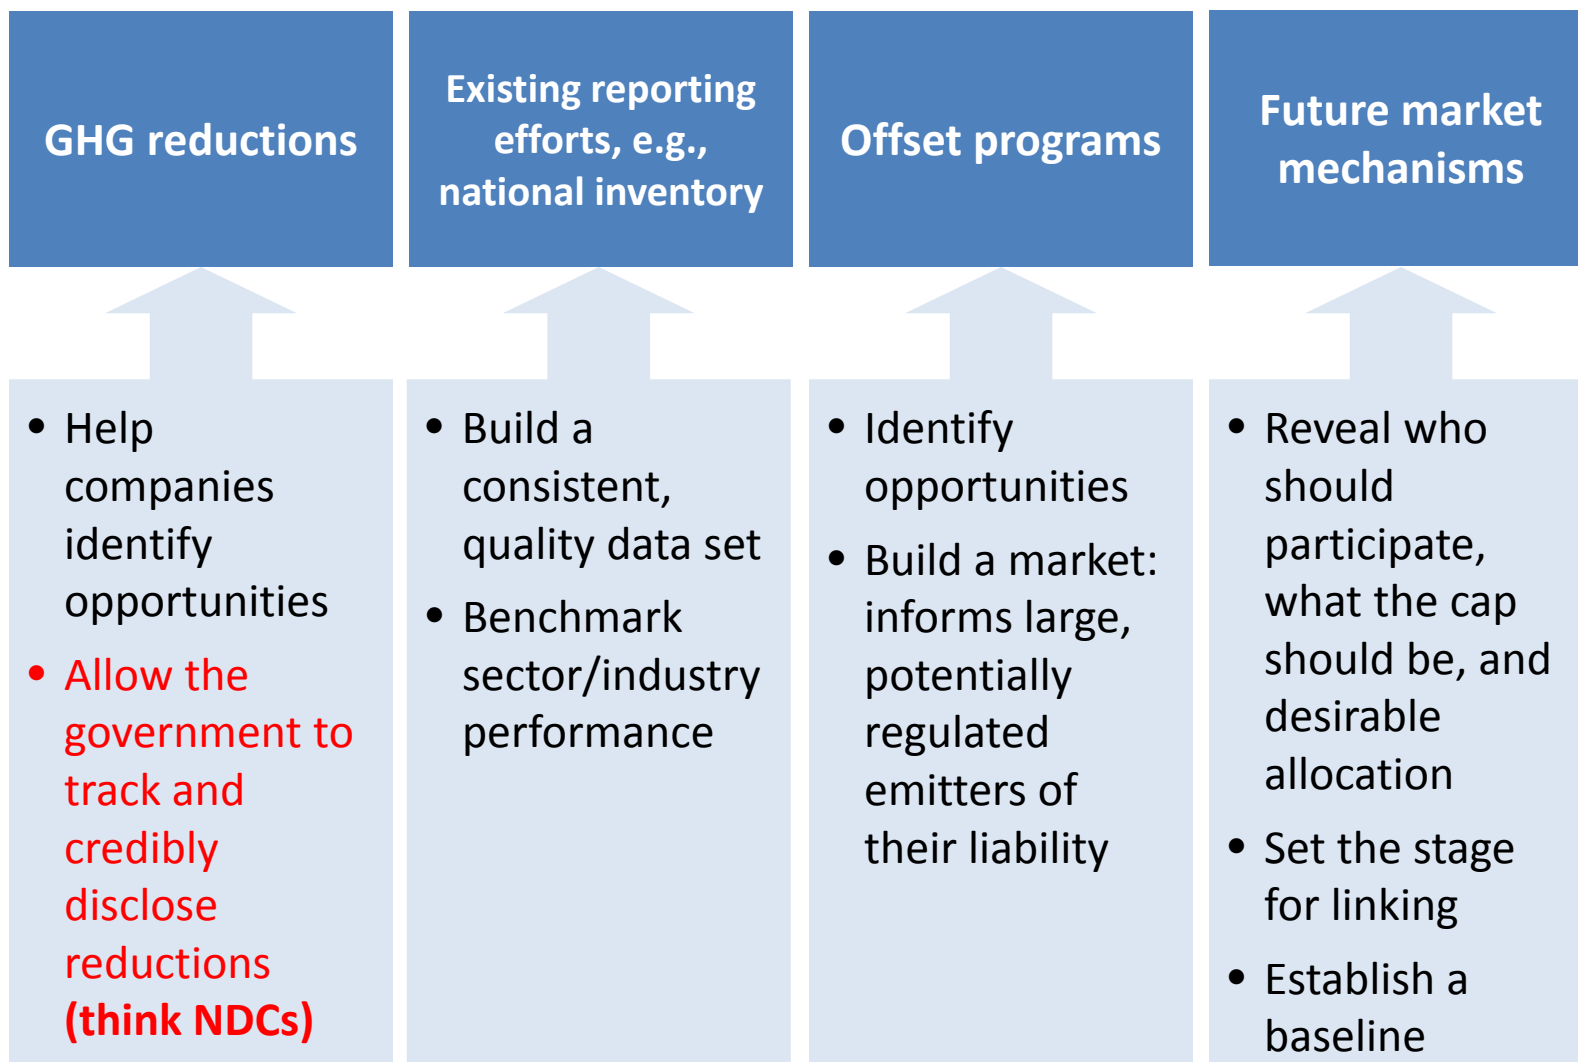 GHG reductions
Existing reporting
efforts, e.g.,
national inventory
Offset programs
Future market
mechanisms
• Help
companies
identify
opportunities
• Allow the
government to
track and
credibly
disclose
reductions
(think NDCs)
• Build a
consistent,
quality data set
• Benchmark
sector/industry
performance
• Identify
opportunities
• Build a market:
informs large,
potentially
regulated
emitters of
their liability
• Reveal who
should
participate,
what the cap
should be, and
desirable
allocation
• Set the stage
for linking
• Establish a
baseline